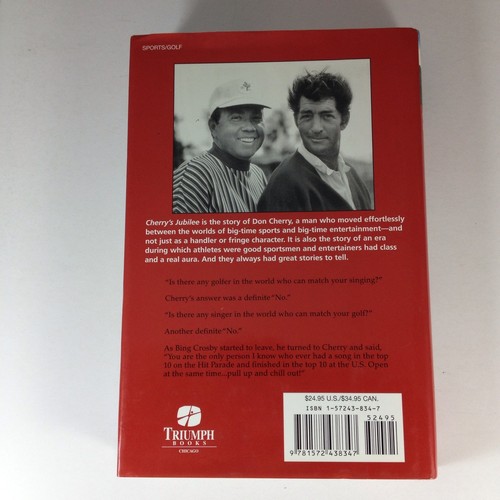 SPORTS/GOLF
Cherry's Jubilee is the story of Don Cherry, a man who moved effortlessly
between the worlds of big-time sports and big-time entertainment—and
not just as a handler or fringe character. It is also the story of an era
during which athletes were good sportsmen and entertainers had class
and a real aura. And they always had great stories to tell.
"Is there any golfer in the world who can match your singing?"
Cherry's answer was a definite "No."
"Is there any singer in the world who can match your golf?"
Another definite "No."
As Bing Crosby started to leave, he turned to Cherry and said,
"You are the only person I know who ever had a song in the top
10 on the Hit Parade and finished in the top 10 at the U.S. Open
at the same time...pull up and chill out!"
$24.95 U.S./$34.95 CAN.
ISBN 1-57243-834-7
52495
9 781572 438347
TRIUMPH
BOOKS
CHICAGO